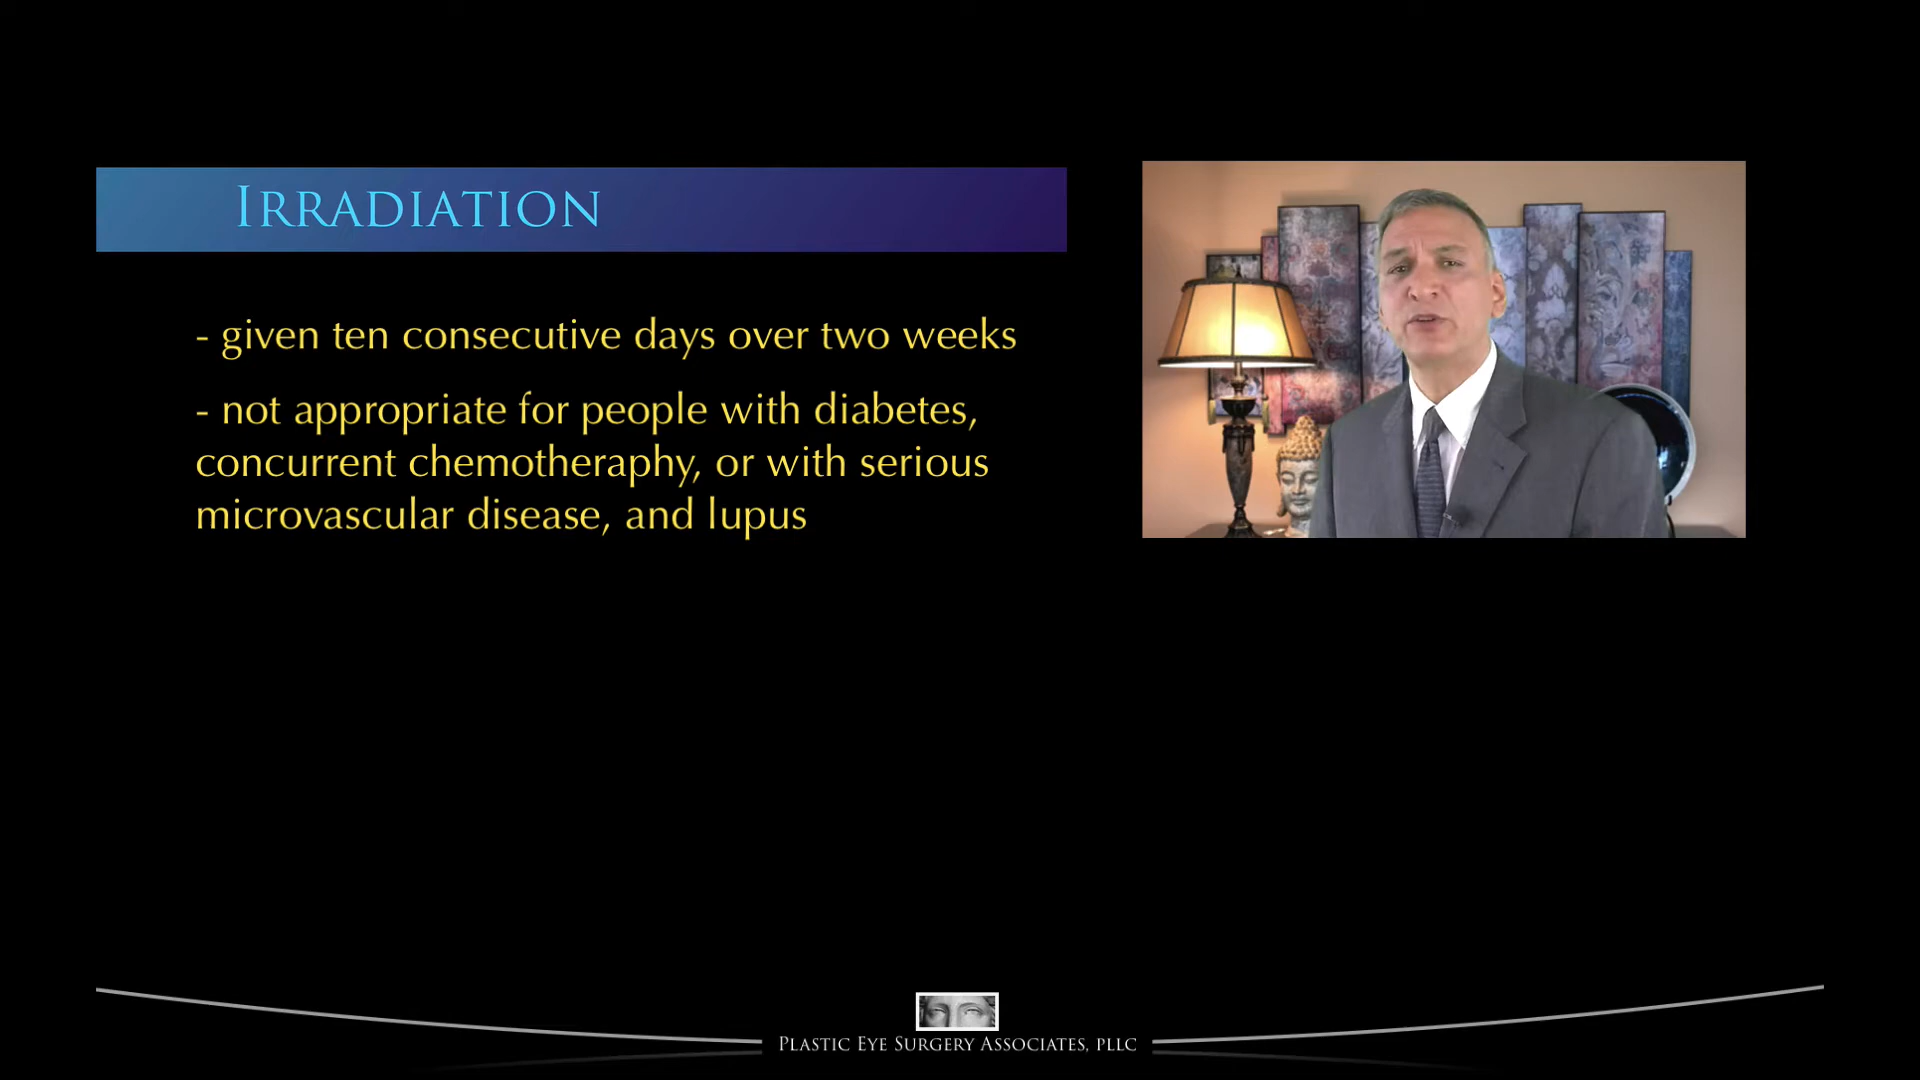 IRRADIATION
- given ten consecutive days over two weeks
- not appropriate for people with diabetes,
concurrent chemotheraphy, or with serious
microvascular disease, and lupus
PLASTIC EYE SURGERY ASSOCIATES, PLLC